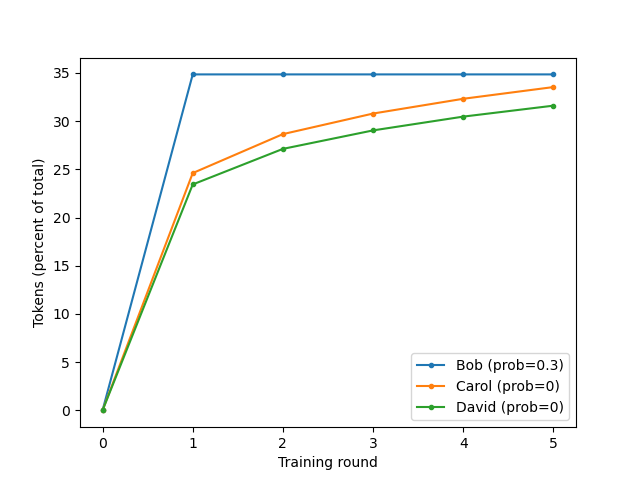 35
30
25
20
15
10
5
0
Tokens (percent of total)
Bob (prob=0.3)
Carol (prob=0)
David (prob=0)
0 1 2 3 4 5
Training round